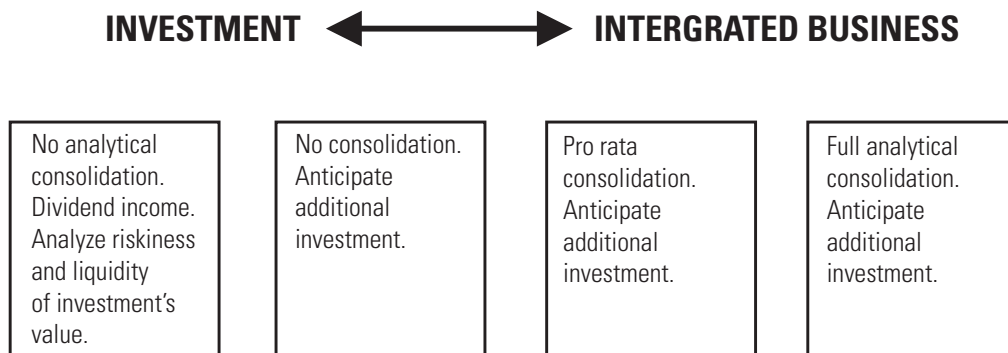 INVESTMENT INTERGRATED BUSINESS
No analytical
consolidation.
Dividend income.
Analyze riskiness
and liquidity
of investment's
value.
No consolidation.
Anticipate
additional
investment.
Pro rata
consolidation.
Anticipate
additional
investment.
Full analytical
consolidation.
Anticipate
additional
investment.